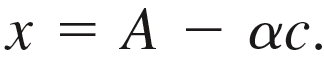 x = A − αc.